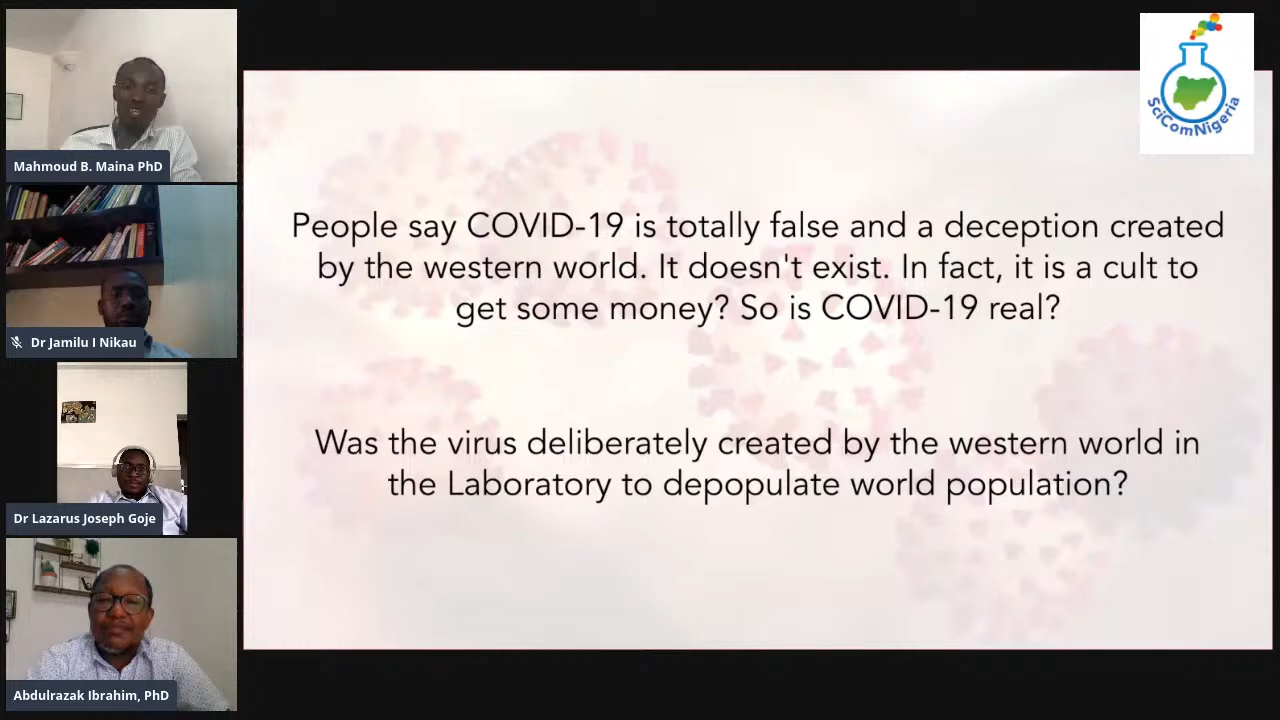 Mahmoud B. Maina PhD
Dr Jamilu I Nikau
Dr Lazarus Joseph Goje
Abdulrazak Ibrahim, PhD
SciComNigeria
People say COVID-19 is totally false and a deception created
by the western world. It doesn't exist. In fact, it is a cult to
get some money? So is COVID-19 real?
Was the virus deliberately created by the western world in
the Laboratory to depopulate world population?